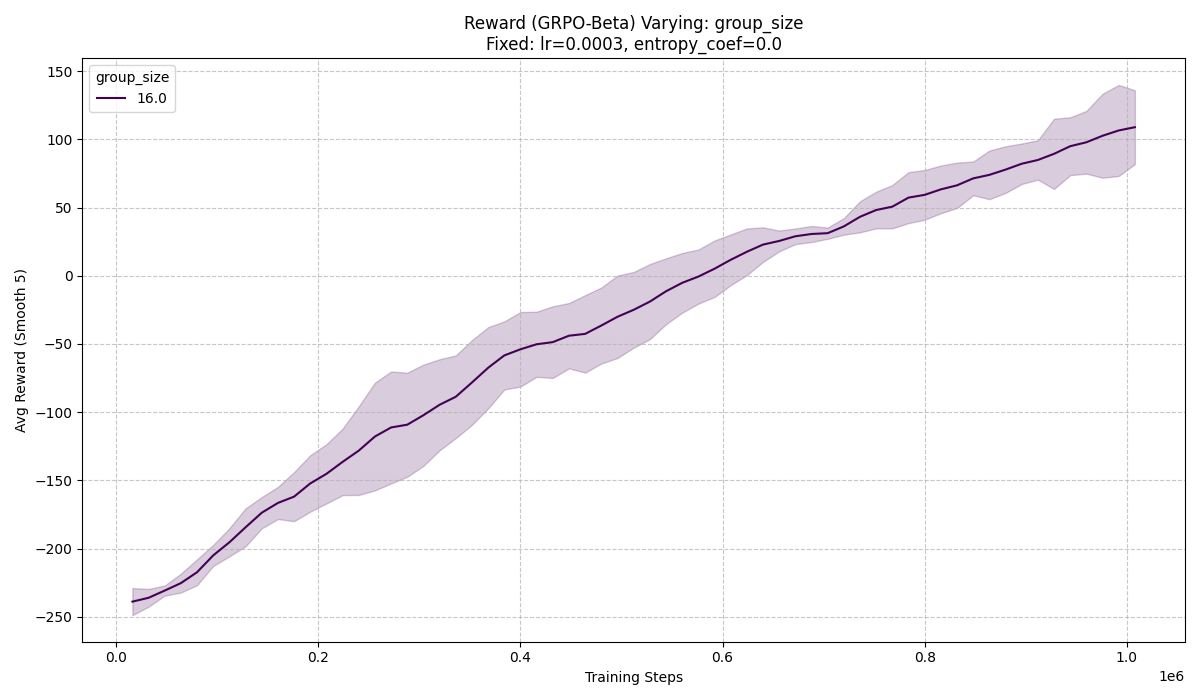 Reward (GRPO-Beta) Varying: group_size
Fixed: lr=0.0003, entropy_coef=0.0
group_size
16.0
Avg Reward (Smooth 5)
150
100
50
0
−50
−100
−150
−200
−250
0.0
0.2
0.4
0.6
0.8
1.0
1e6
Training Steps